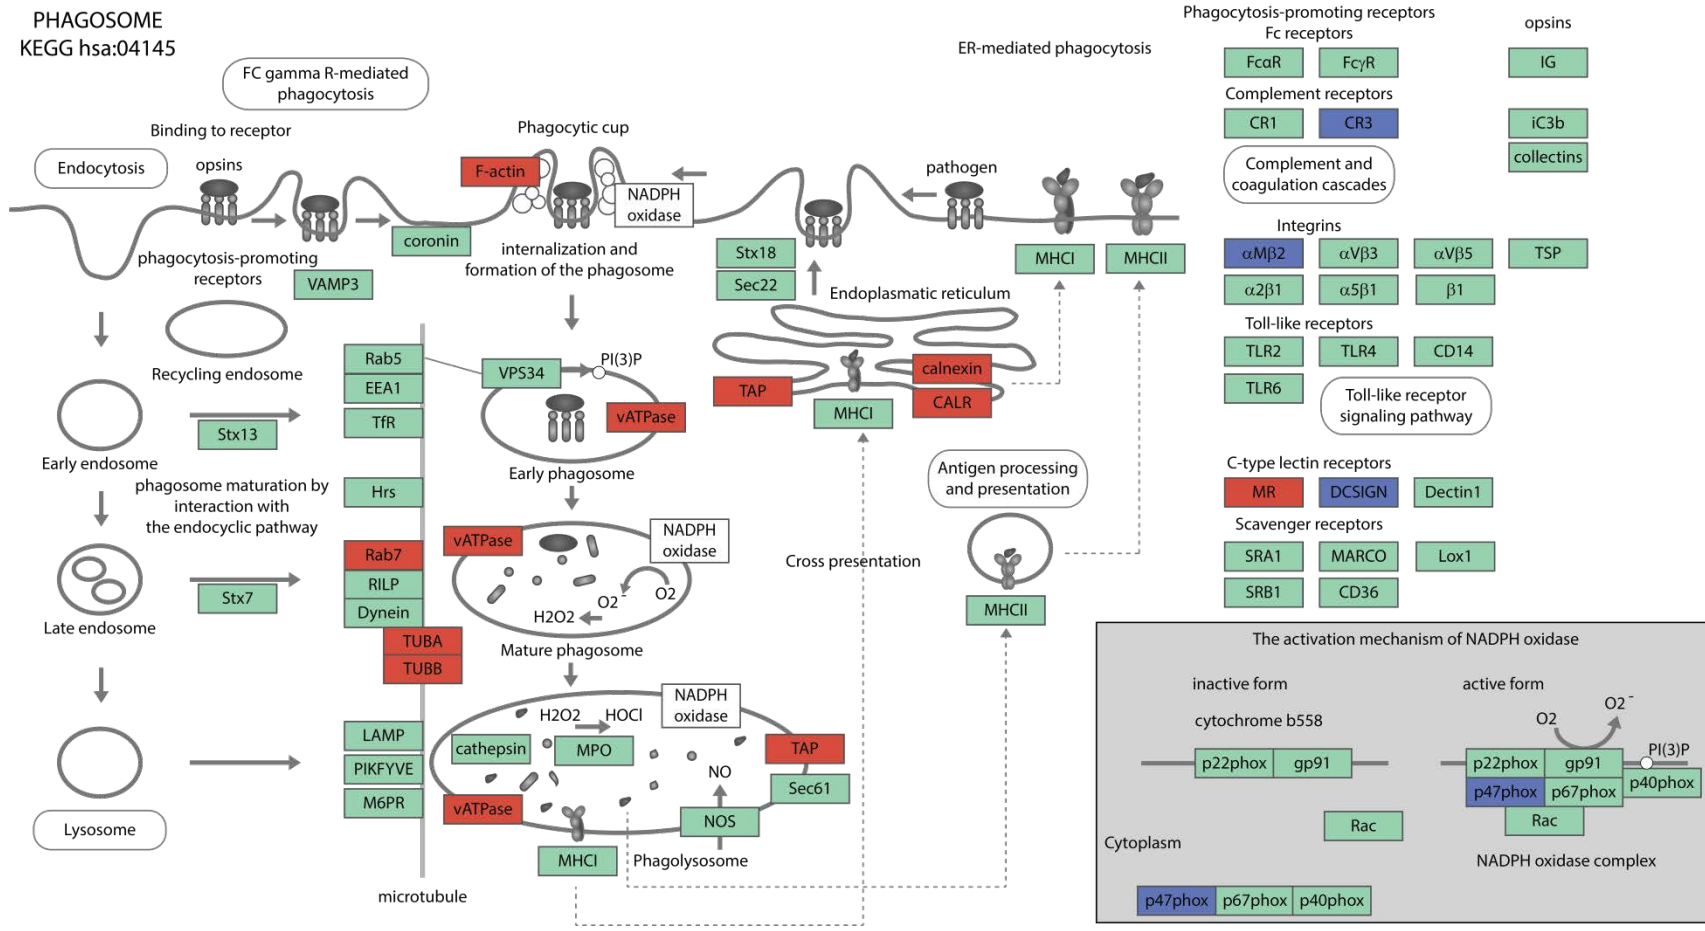 PHAGOSOME
KEGG hsa:04145
FC gamma R-mediated
phagocytosis
Endocytosis
Binding to receptor
opsins
phagocytosis-promoting
receptors
VAMP3
coronin
Phagocytic cup
F-actin
NADPH
oxidase
internalization and
formation of the phagosome
ER-mediated phagocytosis
pathogen
Stx18
Sec22
MHCI
MHCII
Endoplasmatic reticulum
TAP
calnexin
CALR
MHCI
Recycling endosome
Early endosome
Stx13
Rab5
EEA1
TfR
VPS34
PI(3)P
vATPase
Early phagosome
phagosome maturation by
interaction with
the endocyclic pathway
Hrs
Late endosome
Stx7
Rab7
RILP
Dynein
TUBA
TUBB
vATPase
NADPH
oxidase
O2
O2-
H2O2
Mature phagosome
Antigen processing
and presentation
Cross presentation
MHCII
Lysosome
LAMP
PIKFYVE
M6PR
microtubule
NADPH
oxidase
H2O2
HOCl
cathepsin
MPO
TAP
Sec61
NO
NOS
vATPase
MHCI
Phagolysosome
Phagocytosis-promoting receptors
Fc receptors
FcαR
FcγR
Complement receptors
CR1
CR3
Complement and
coagulation cascades
opsins
IG
iC3b
collectins
Integrins
αMβ2
αVβ3
αVβ5
TSP
α2β1
α5β1
β1
Toll-like receptors
TLR2
TLR4
CD14
TLR6
Toll-like receptor
signaling pathway
C-type lectin receptors
MR
DCSIGN
Dectin1
Scavenger receptors
SRA1
MARCO
Lox1
SRB1
CD36
The activation mechanism of NADPH oxidase
inactive form
cytochrome b558
p22phox
gp91
Rac
Cytoplasm
p47phox
p67phox
p40phox
active form
O2
O2-
PI(3)P
p22phox
gp91
p40phox
p47phox
p67phox
Rac
NADPH oxidase complex